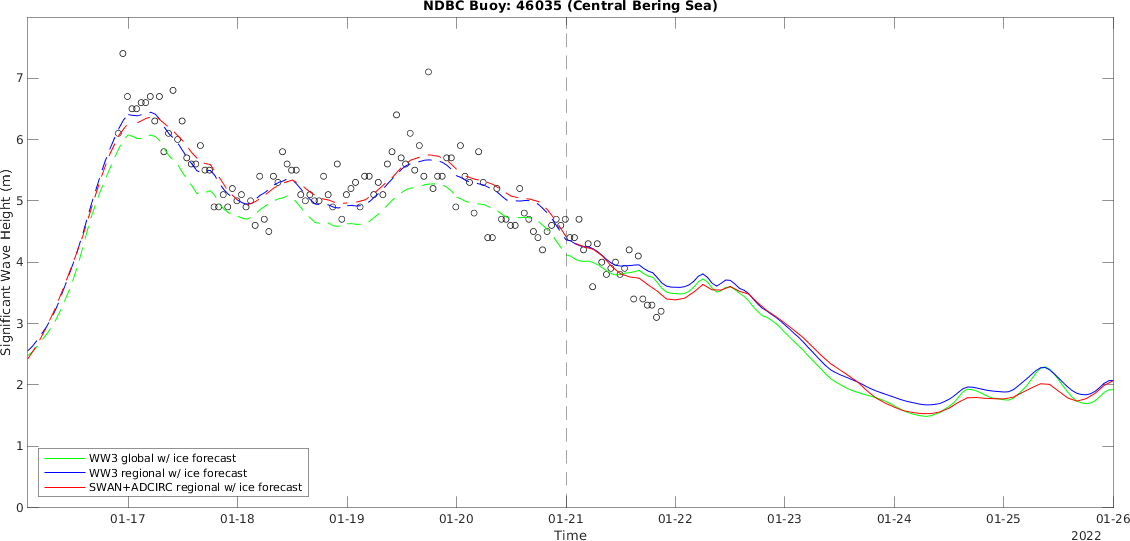 NDBC Buoy: 46035 (Central Bering Sea)
Significant Wave Height (m)
7
6
5
4
3
2
1
0
WW3 global w/ ice forecast
WW3 regional w/ ice forecast
SWAN+ADCIRC regional w/ ice forecast
01-17 01-18 01-19 01-20 01-21 01-22 01-23 01-24 01-25 01-26
Time
2022